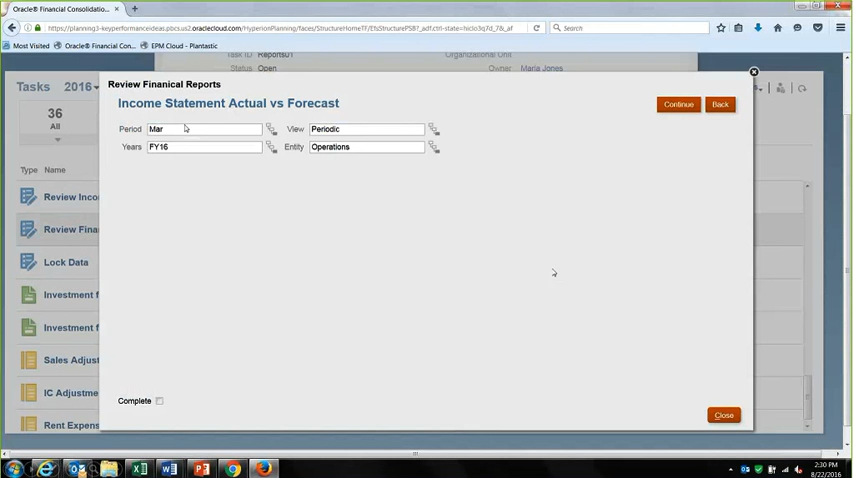 Oracle® Financial Consolidatio...
https://planning3-keyperformanceideas.pbcs.us2.oraclecloud.com/HyperionPlanning/faces/StructureHomeTF/EfsStructurePSB?_adf.ctrl-state=hiclo3q7d_7&_af
Search
Most Visited
Oracle® Financial Con...
EPM Cloud - Plantastic
Task ID
Reports01
Organizational Unit
Status
Open
Owner
Maria Jones
Tasks
2016
36
All
Type
Name
Review Inco
Review Fina
Lock Data
Investment f
Investment f
Sales Adjust
IC Adjustme
Rent Expens
Review Finanical Reports
Income Statement Actual vs Forecast
Continue
Back
Period
Mar
View
Periodic
Years
FY16
Entity
Operations
Complete
Close
2:30 PM
8/22/2016